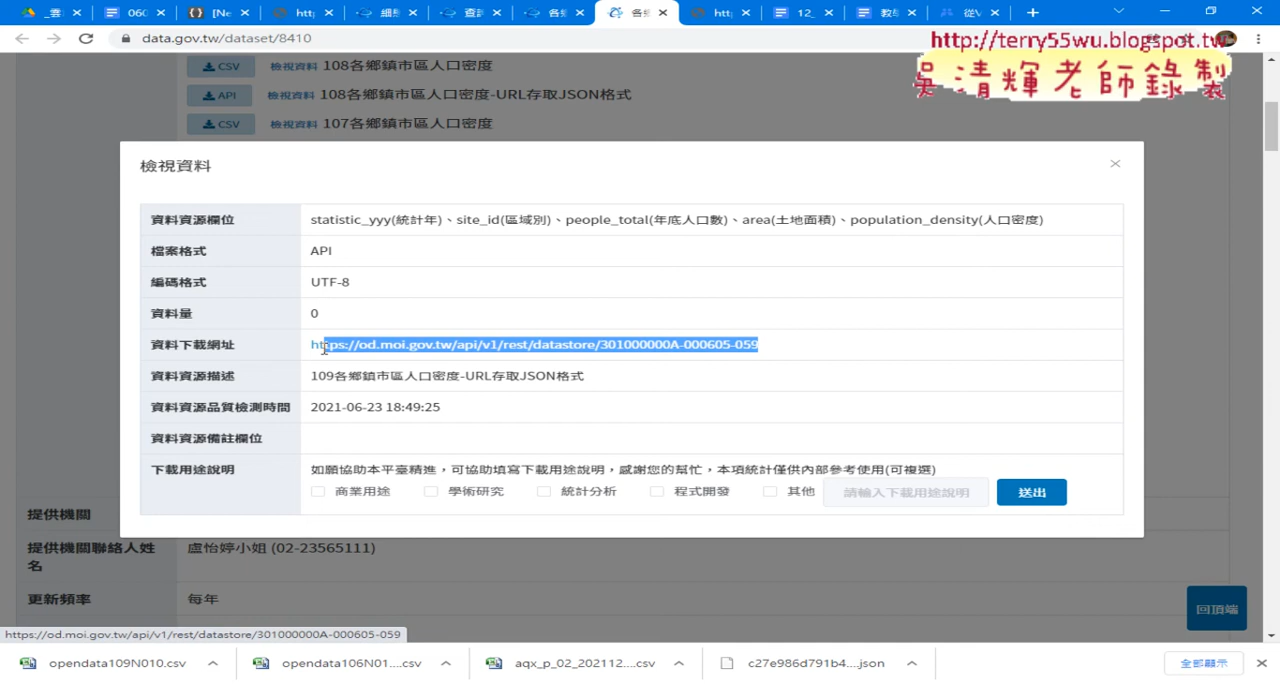 _雲
060
[Ne
htt
細
查
各
各
htt
12_
教
從V
data.gov.tw/dataset/8410
http://terry55wu.blogspot.tw
吳清輝老師錄製
CSV 檢視資料 108各鄉鎮市區人口密度
API 檢視資料 108各鄉鎮市區人口密度-URL存取JSON格式
CSV 檢視資料 107各鄉鎮市區人口密度
檢視資料
資料資源欄位 statistic_yyy(統計年)、site_id(區域別)、people_total(年底人口數)、area(土地面積)、population_density(人口密度)
檔案格式 API
編碼格式 UTF-8
資料量 0
資料下載網址 https://od.moi.gov.tw/api/v1/rest/datastore/301000000A-000605-059
資料資源描述 109各鄉鎮市區人口密度-URL存取JSON格式
資料資源品質檢測時間 2021-06-23 18:49:25
資料資源備註欄位
下載用途說明 如願協助本平臺精進，可協助填寫下載用途說明，感謝您的幫忙，本項統計僅供內部參考使用(可複選)
商業用途 學術研究 統計分析 程式開發 其他 請輸入下載用途說明 送出
提供機關
提供機關聯絡人姓名 盧怡婷小姐 (02-23565111)
更新頻率 每年
回頂端
https://od.moi.gov.tw/api/v1/rest/datastore/301000000A-000605-059
opendata109N010.csv
opendata106N01....csv
aqx_p_02_202112....csv
c27e986d791b4....json
全部顯示